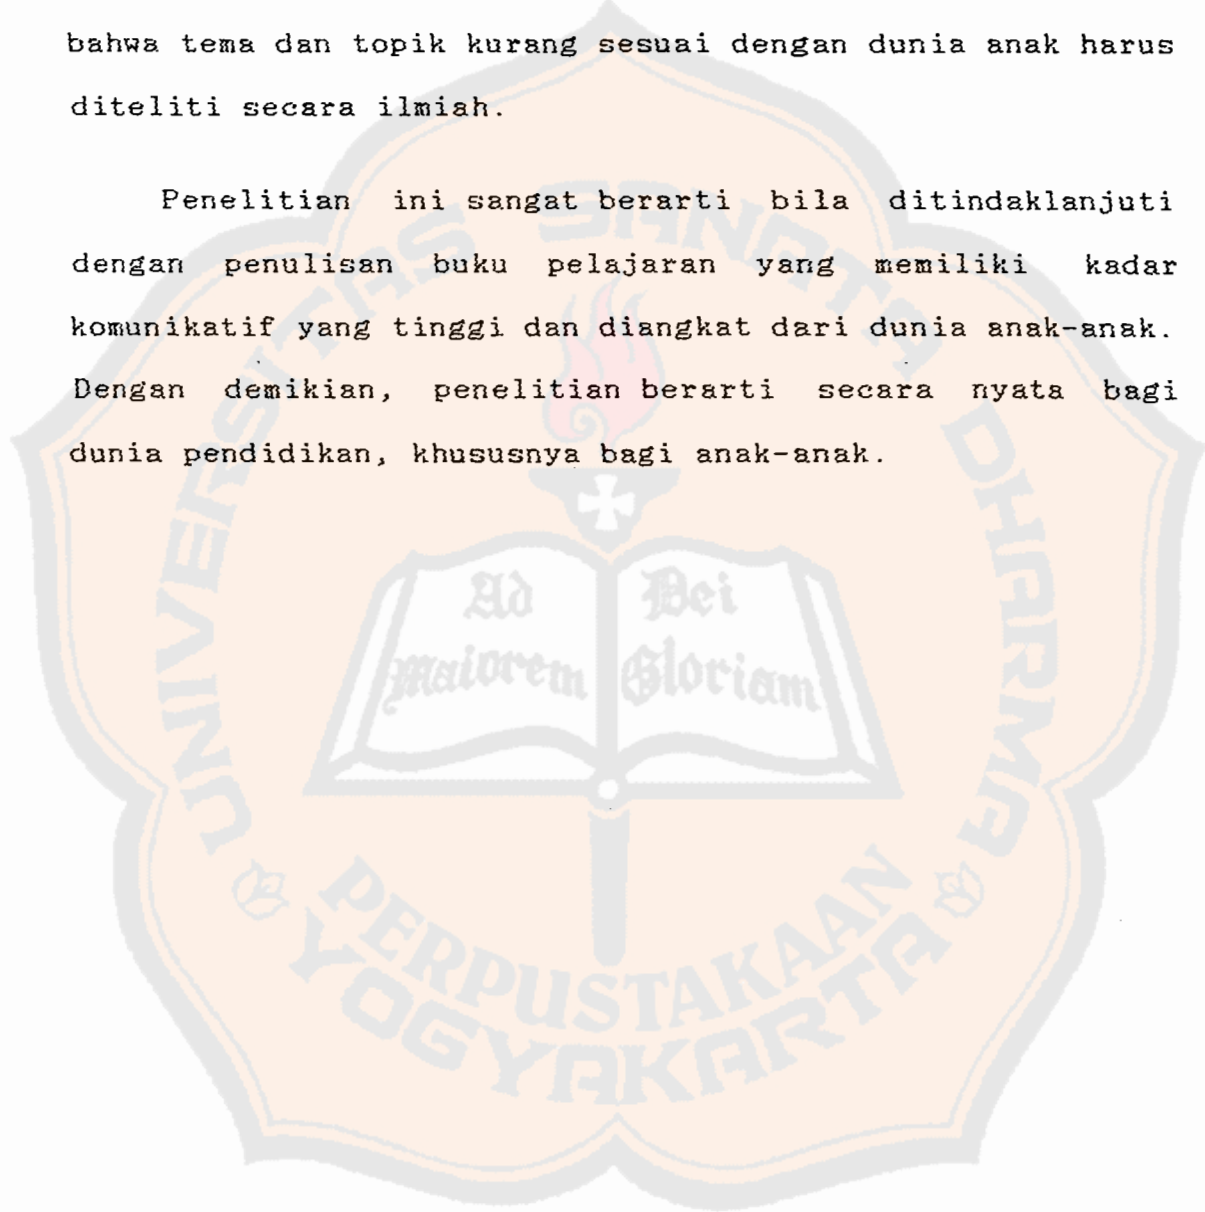 bahwa tema dan topik kurang sesuai dengan dunia anak harus
diteliti secara ilmiah.
Penelitian ini sangat berarti bila ditindaklanjuti
dengan penulisan buku pelajaran yang memiliki kadar
komunikatif yang tinggi dan diangkat dari dunia anak-anak.
Dengan demikian, penelitian berarti secara nyata bagi
dunia pendidikan, khususnya bagi anak-anak.
UNIVERSITAS SANATA DHARMA
Ad Dei
Maiorem Gloriam
PERPUSTAKAAN
YOGYAKARTA